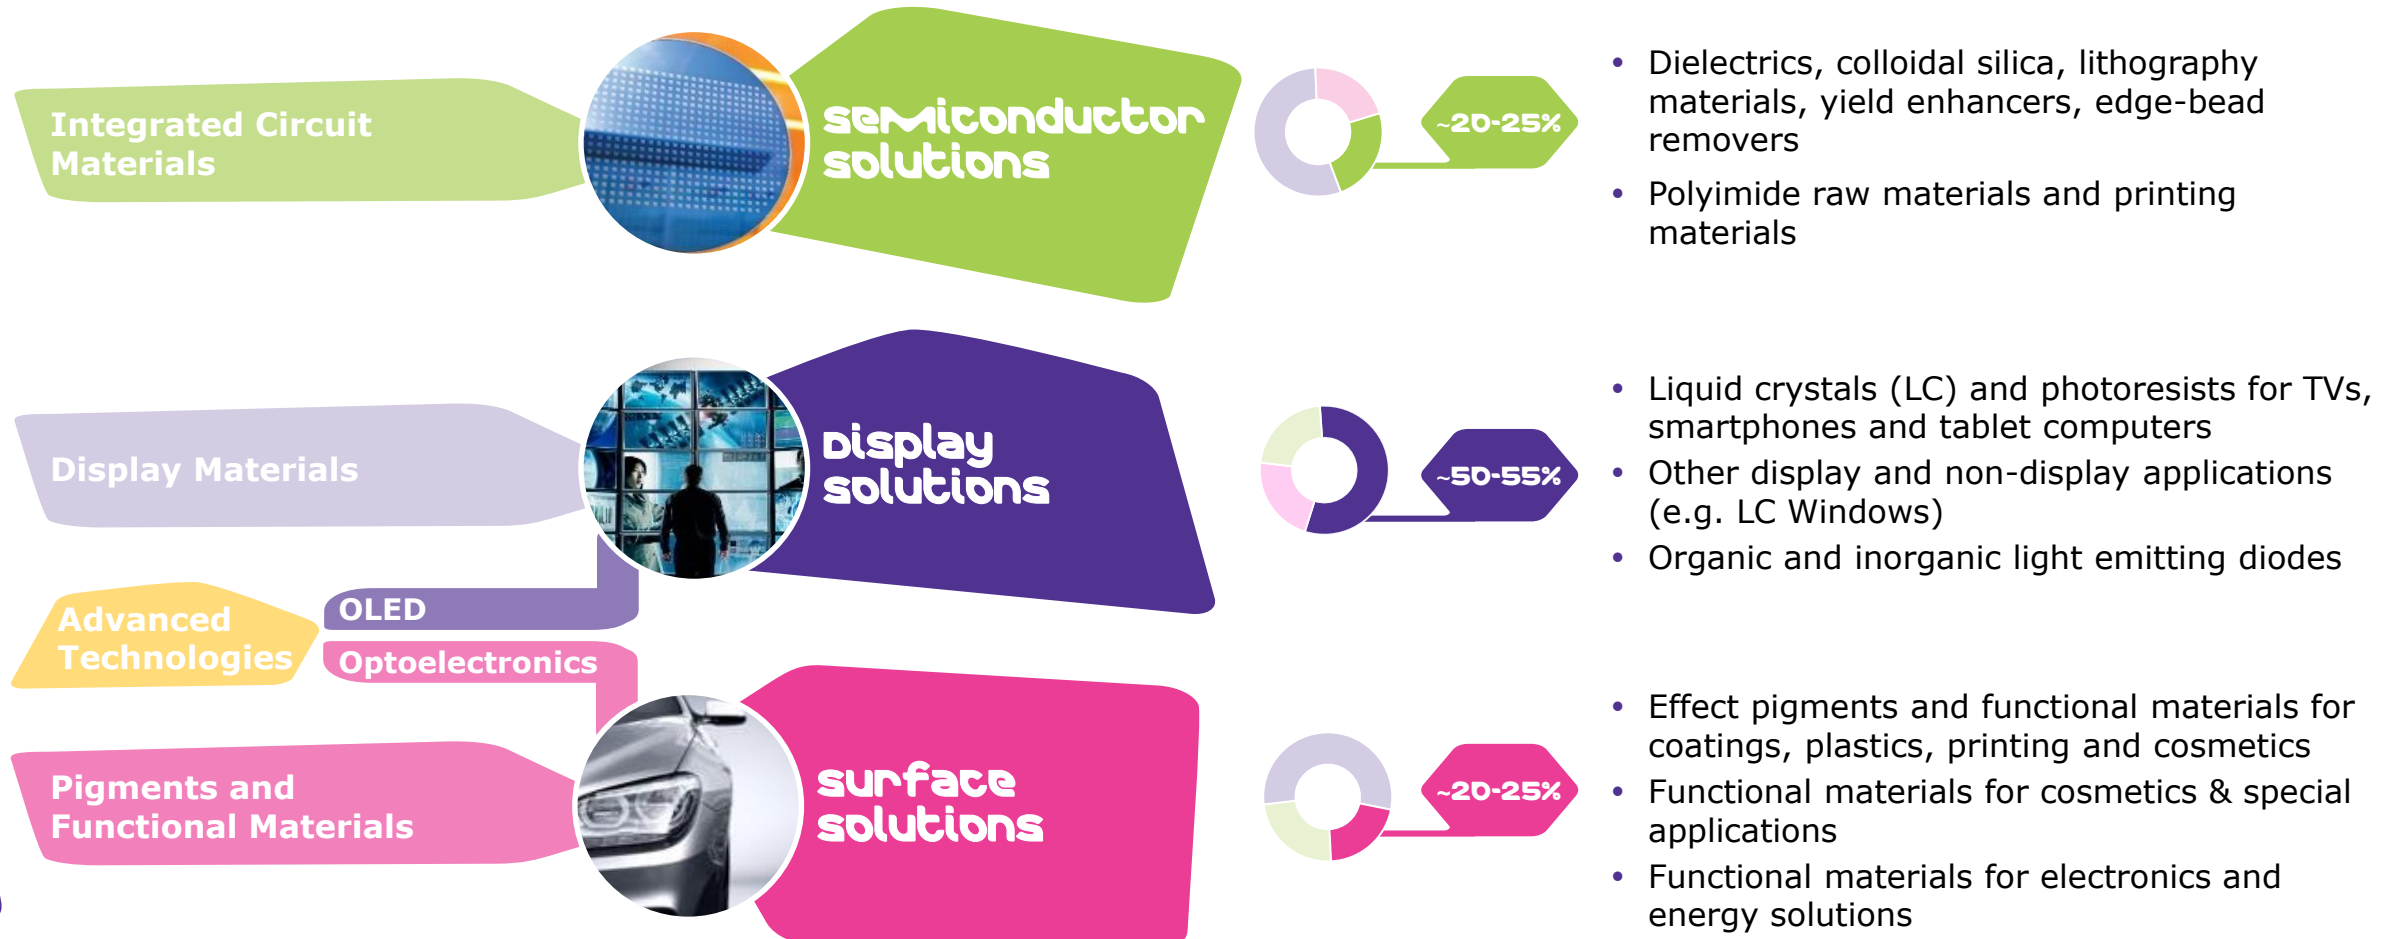 Integrated Circuit
Materials
semiconductor
solutions
~20-25%
• Dielectrics, colloidal silica, lithography
materials, yield enhancers, edge-bead
removers
• Polyimide raw materials and printing
materials
Display Materials
Display
solutions
~50-55%
• Liquid crystals (LC) and photoresists for TVs,
smartphones and tablet computers
• Other display and non-display applications
(e.g. LC Windows)
• Organic and inorganic light emitting diodes
Advanced
Technologies
OLED
Optoelectronics
Pigments and
Functional Materials
surface
solutions
~20-25%
• Effect pigments and functional materials for
coatings, plastics, printing and cosmetics
• Functional materials for cosmetics & special
applications
• Functional materials for electronics and
energy solutions